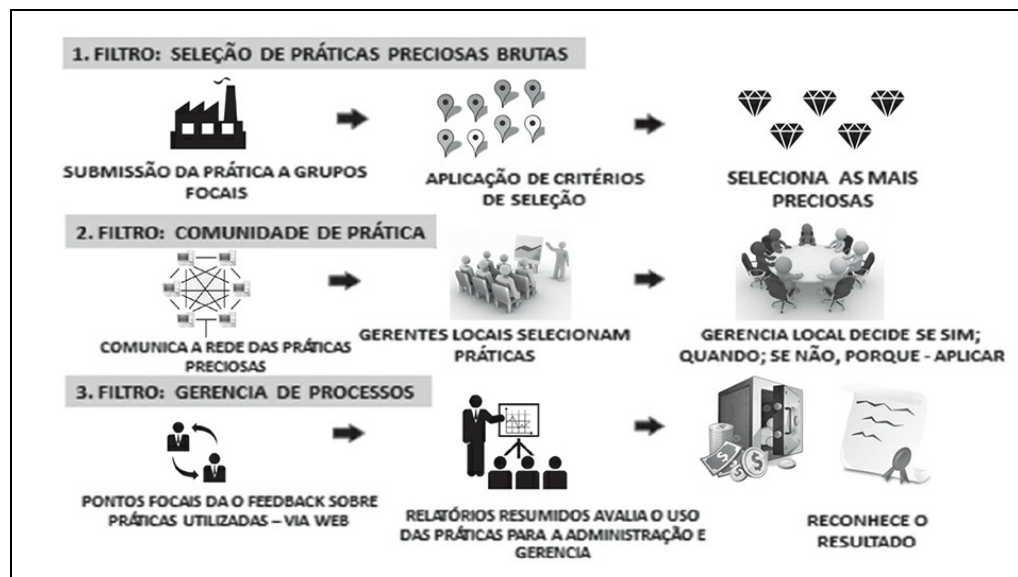 1. FILTRO: SELEÇÃO DE PRÁTICAS PRECIOSAS BRUTAS
SUBMISSÃO DA PRÁTICA A GRUPOS
FOCAIS
APLICAÇÃO DE CRITÉRIOS
DE SELEÇÃO
SELECIONA AS MAIS
PRECIOSAS
2. FILTRO: COMUNIDADE DE PRÁTICA
COMUNICA A REDE DAS PRÁTICAS
PRECIOSAS
GERENTES LOCAIS SELECIONAM
PRÁTICAS
GERENCIA LOCAL DECIDE SE SIM;
QUANDO; SE NÃO, PORQUE - APLICAR
3. FILTRO: GERENCIA DE PROCESSOS
PONTOS FOCAIS DA O FEEDBACK SOBRE
PRÁTICAS UTILIZADAS – VIA WEB
RELATÓRIOS RESUMIDOS AVALIA O USO
DAS PRÁTICAS PARA A ADMINISTRAÇÃO E
GERENCIA
$
$
$
RECONHECE O
RESULTADO